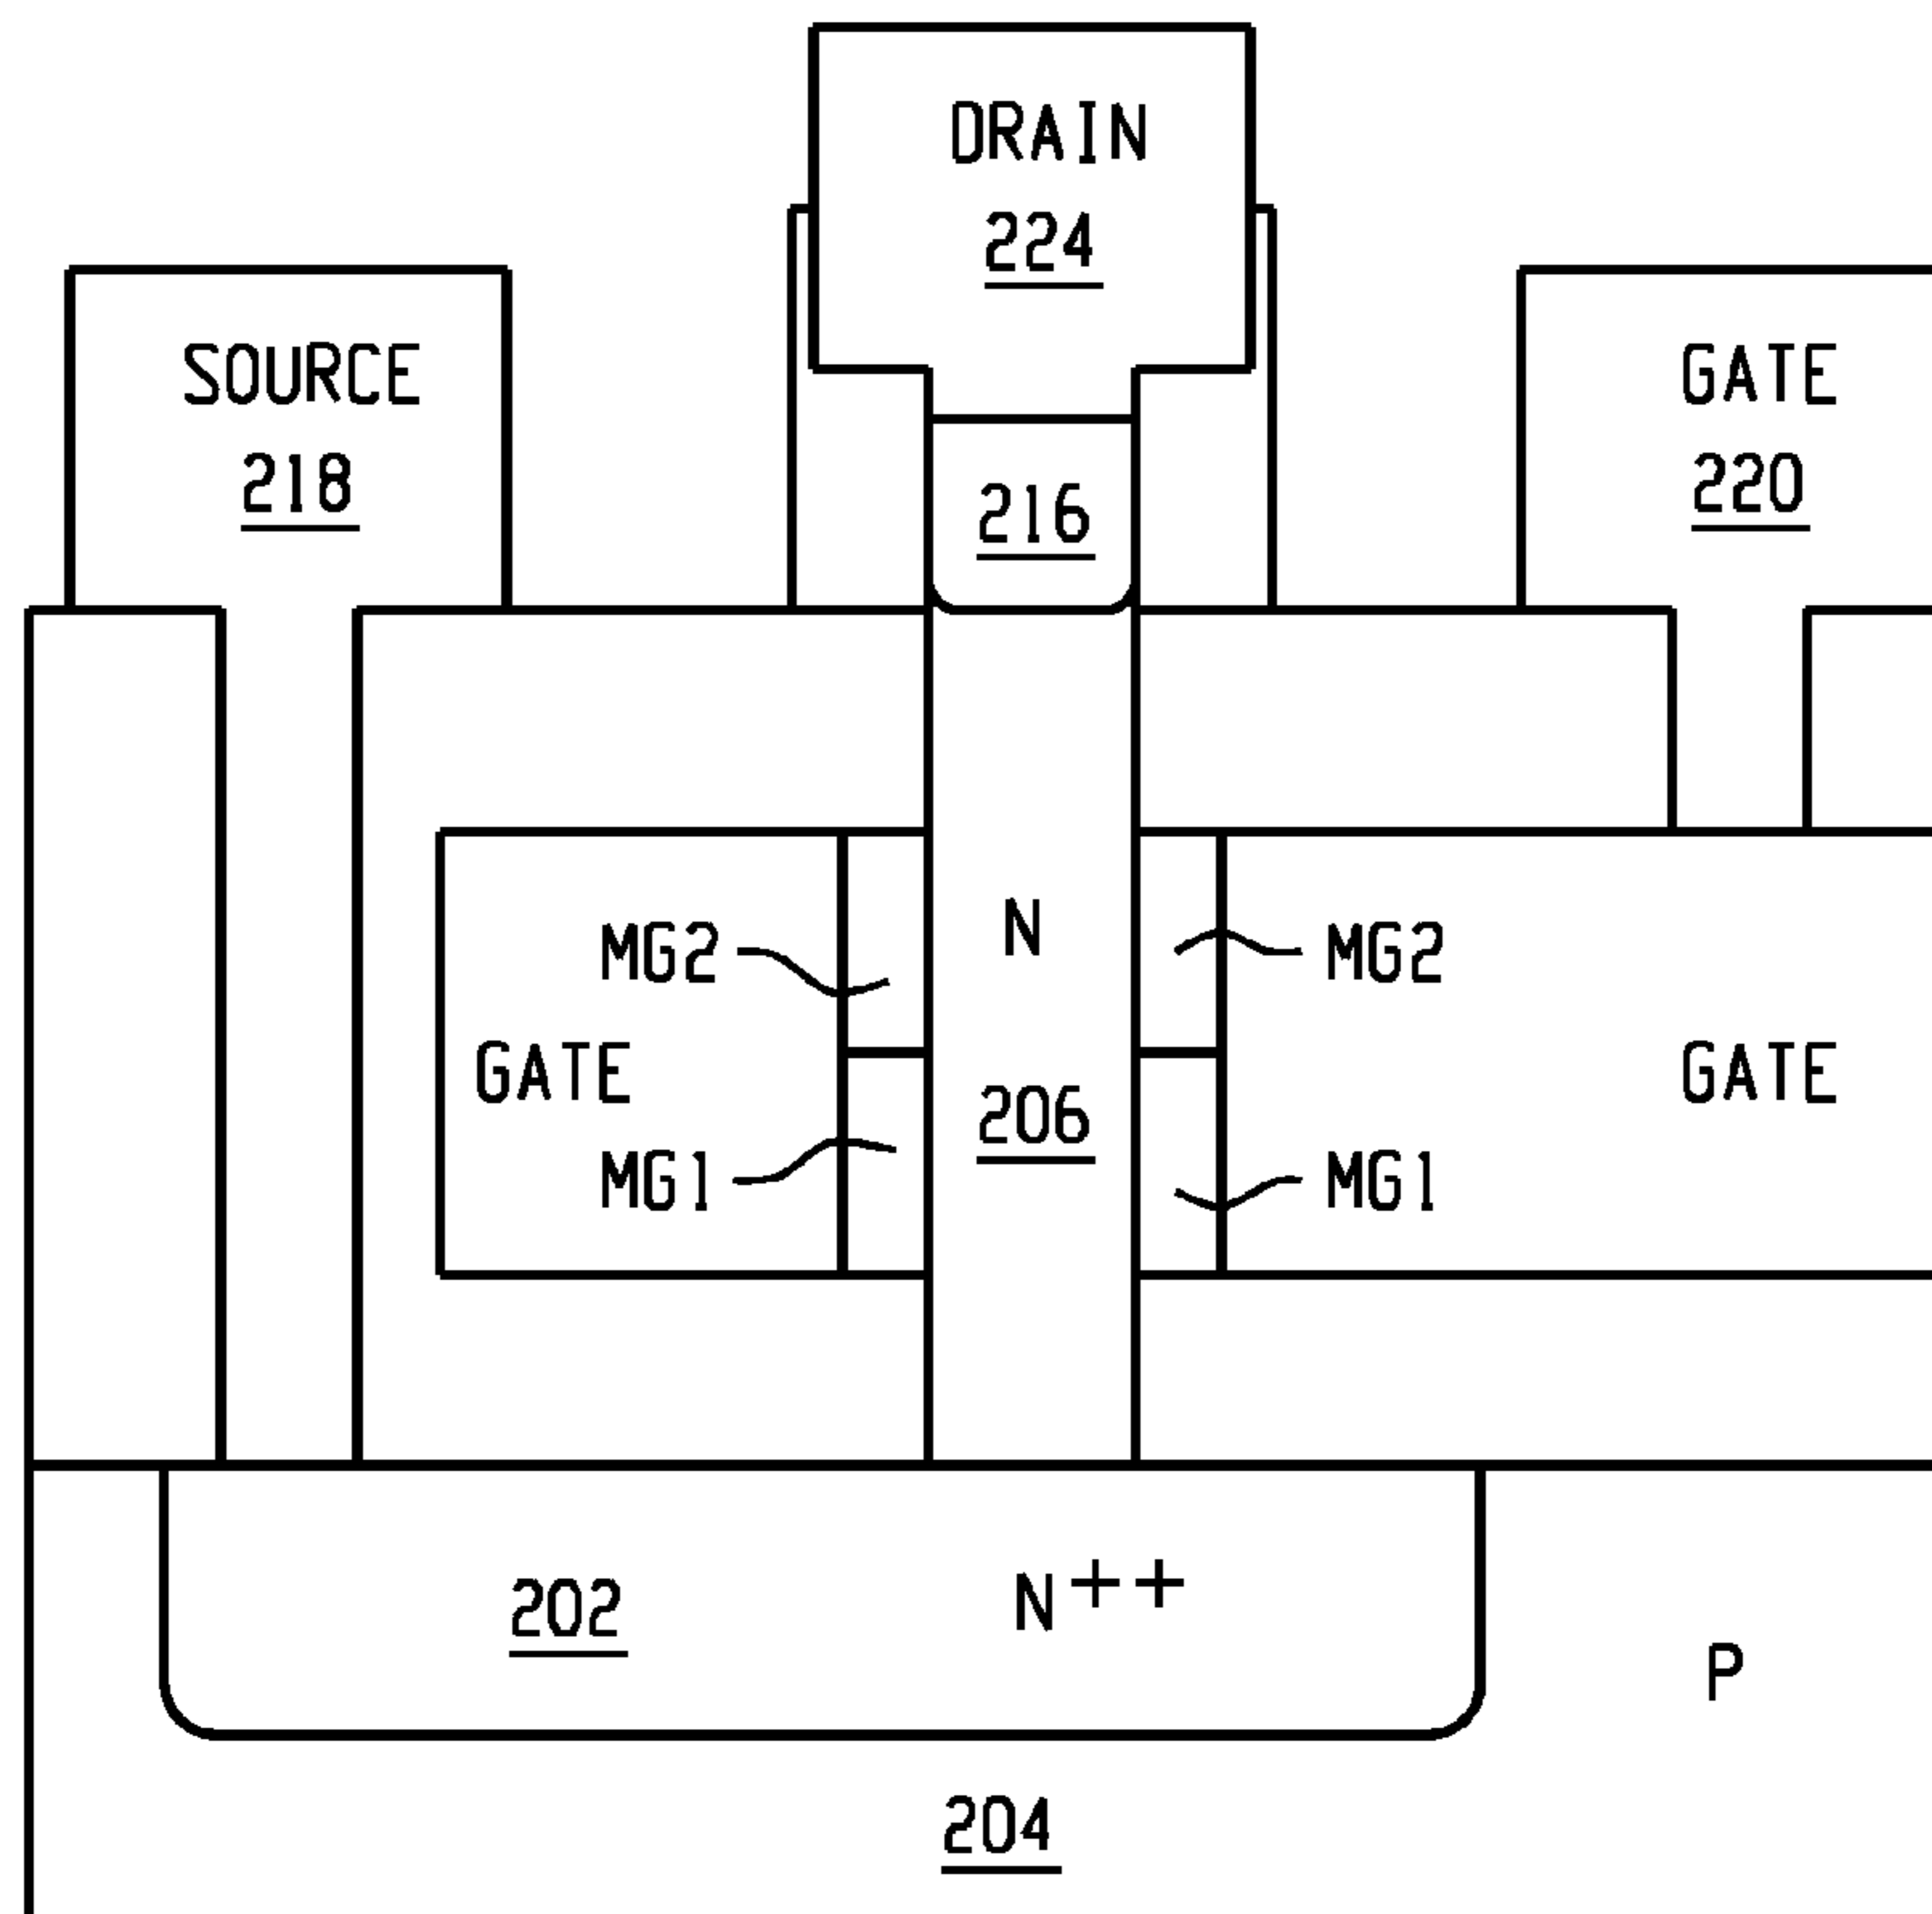 DRAIN
224
SOURCE
218
GATE
220
216
N
MG2
MG2
GATE
206
GATE
MG1
MG1
202
N++
P
204